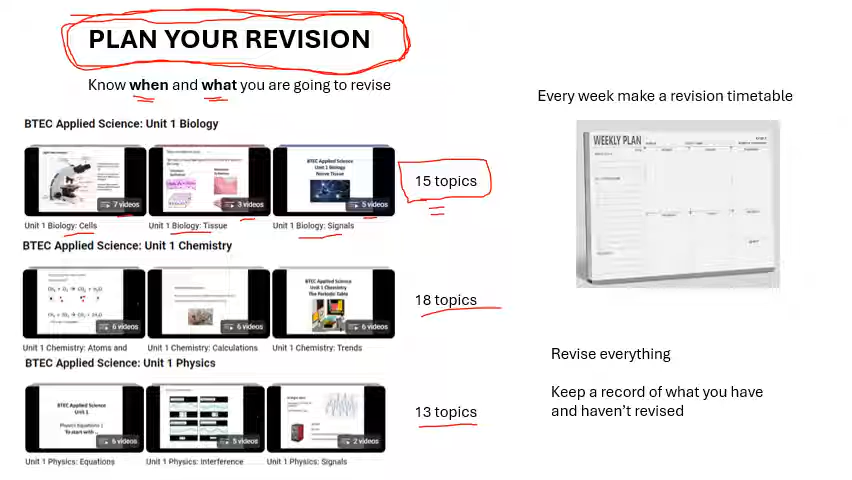 PLAN YOUR REVISION
Know when and what you are going to revise
BTEC Applied Science: Unit 1 Biology
7 videos
3 videos
BTEC Applied Science
Unit 1 Biology
Nerve Tissue
5 videos
Unit 1 Biology: Cells
Unit 1 Biology: Tissue
Unit 1 Biology: Signals
15 topics
BTEC Applied Science: Unit 1 Chemistry
6 videos
6 videos
BTEC Applied Science
Unit 1 Chemistry
The Periodic Table
6 videos
Unit 1 Chemistry: Atoms and
Unit 1 Chemistry: Calculations
Unit 1 Chemistry: Trends
18 topics
BTEC Applied Science: Unit 1 Physics
BTEC Applied Science
Unit 1
Physics Equations
To start with ..
6 videos
5 videos
2 videos
Unit 1 Physics: Equations
Unit 1 Physics: Interference
Unit 1 Physics: Signals
13 topics
Every week make a revision timetable
WEEKLY PLAN
Revise everything
Keep a record of what you have
and haven't revised